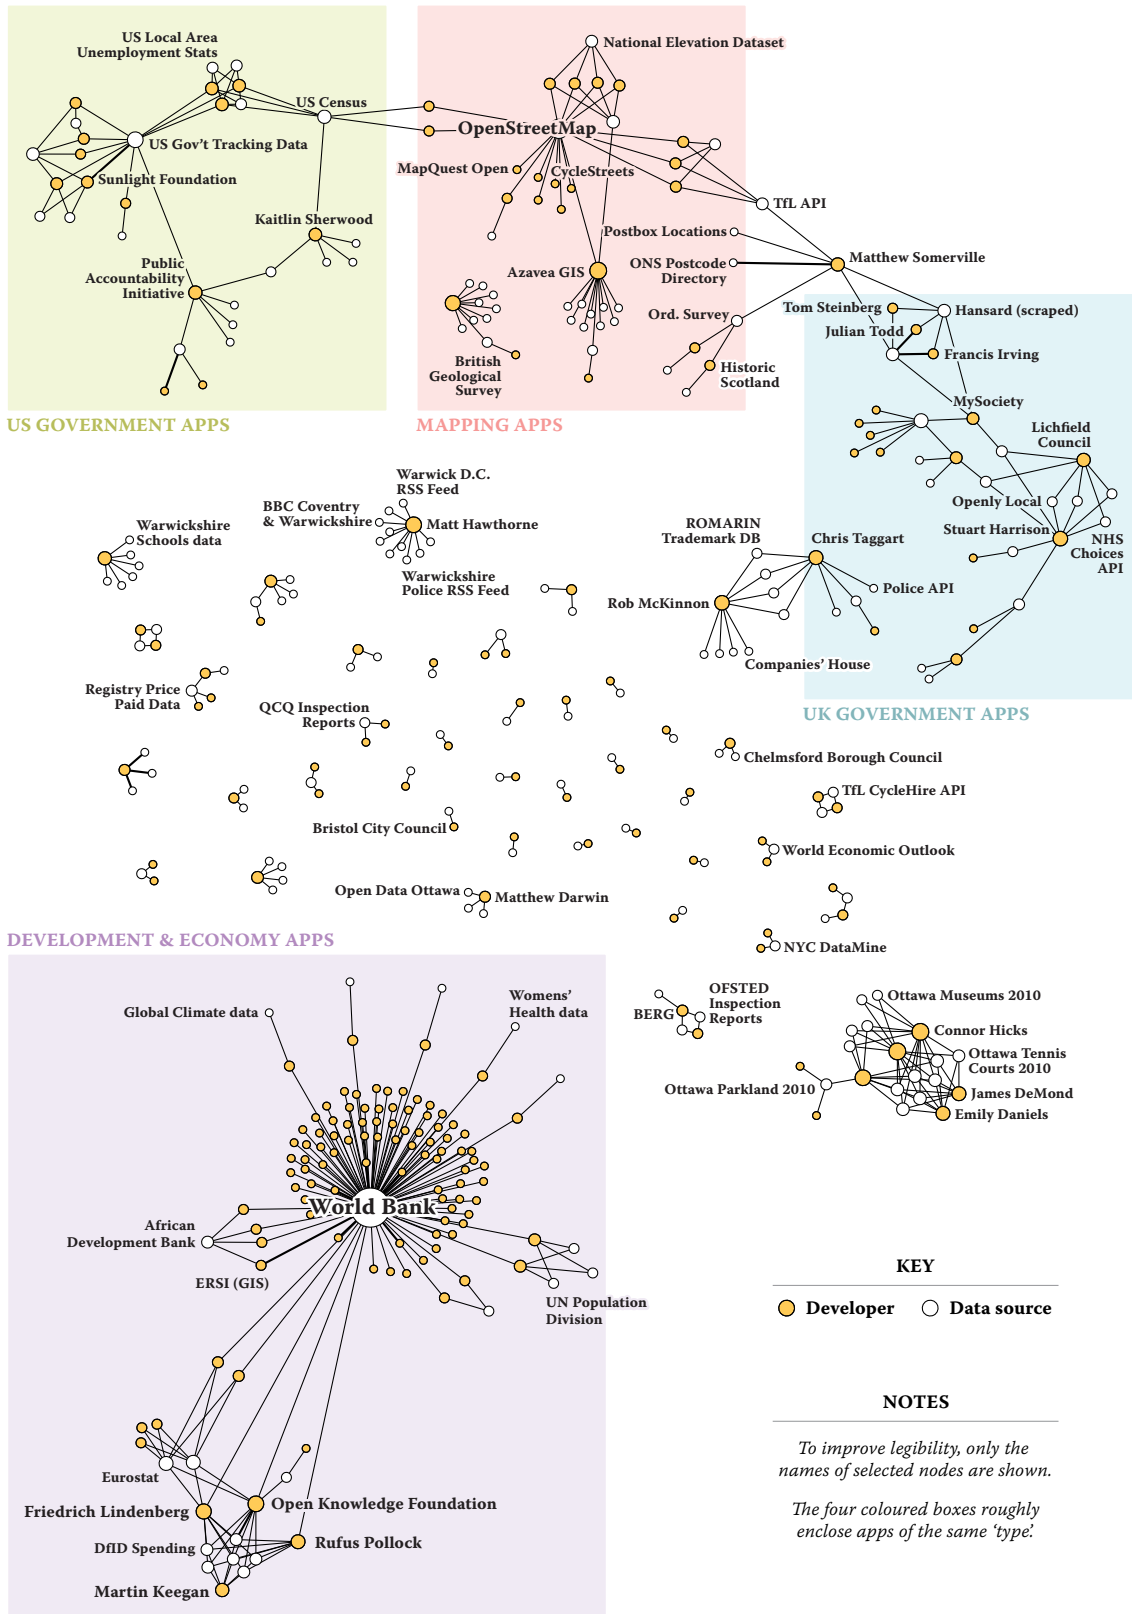 US Local Area
Unemployment Stats
US Census
US Gov't Tracking Data
Sunlight Foundation
Kaitlin Sherwood
Public
Accountability
Initiative
US GOVERNMENT APPS
National Elevation Dataset
OpenStreetMap
MapQuest Open
CycleStreets
TfL API
Postbox Locations
Azavea GIS
ONS Postcode
Directory
Matthew Somerville
Ord. Survey
British
Geological
Survey
Historic
Scotland
MAPPING APPS
Tom Steinberg
Hansard (scraped)
Julian Todd
Francis Irving
MySociety
Lichfield
Council
Openly Local
Stuart Harrison
NHS
Choices
API
UK GOVERNMENT APPS
Warwick D.C.
RSS Feed
BBC Coventry
& Warwickshire
Matt Hawthorne
Warwickshire
Schools data
Warwickshire
Police RSS Feed
ROMARIN
Trademark DB
Chris Taggart
Police API
Rob McKinnon
Companies' House
Registry Price
Paid Data
QCQ Inspection
Reports
Chelmsford Borough Council
TfL CycleHire API
Bristol City Council
World Economic Outlook
Open Data Ottawa
Matthew Darwin
NYC DataMine
DEVELOPMENT & ECONOMY APPS
Global Climate data
Womens'
Health data
World Bank
African
Development Bank
ERSI (GIS)
UN Population
Division
Eurostat
Friedrich Lindenberg
Open Knowledge Foundation
DfID Spending
Rufus Pollock
Martin Keegan
BERG
OFSTED
Inspection
Reports
Ottawa Museums 2010
Connor Hicks
Ottawa Tennis
Courts 2010
Ottawa Parkland 2010
James DeMond
Emily Daniels
KEY
Developer
Data source
NOTES
To improve legibility, only the
names of selected nodes are shown.
The four coloured boxes roughly
enclose apps of the same 'type'.